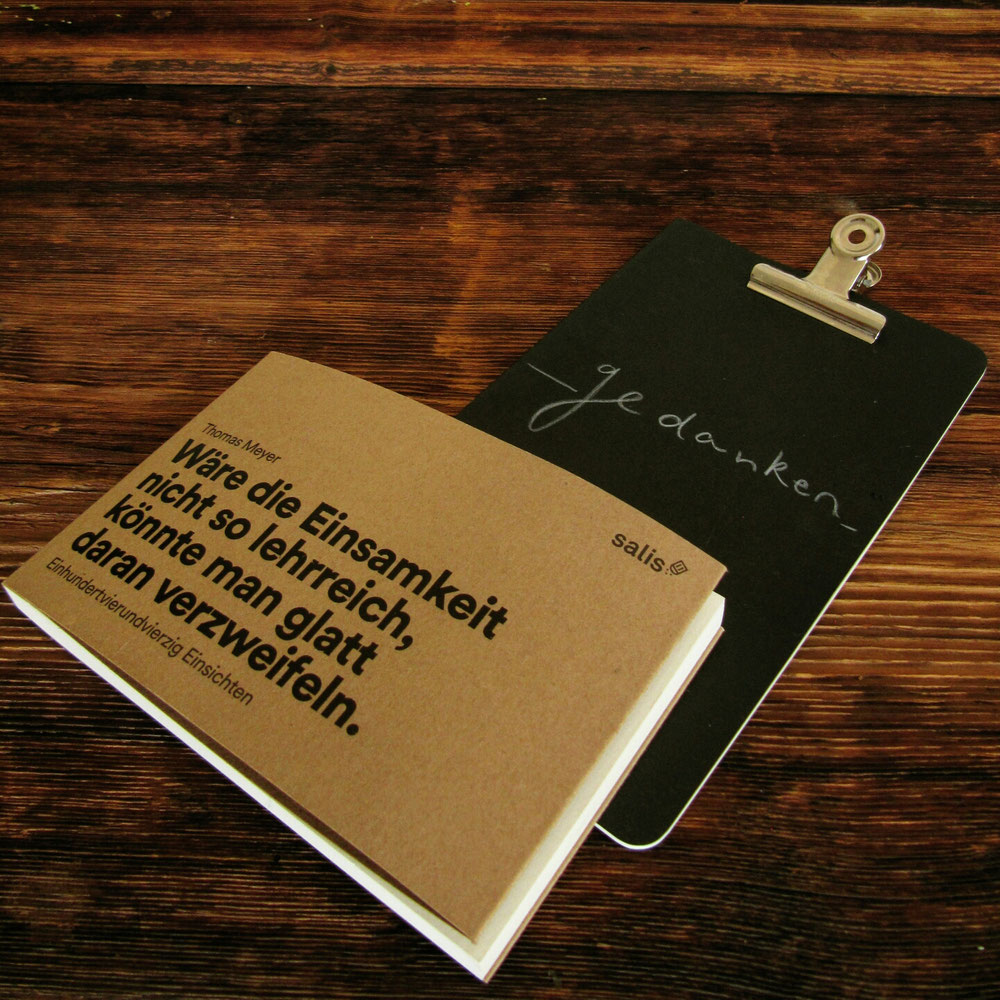 Thomas Meyer
Wäre die Einsamkeit
nicht so lehrreich,
könnte man glatt
daran verzweifeln.
Einhundertvierundvierzig Einsichten
salis:
-gedanken-